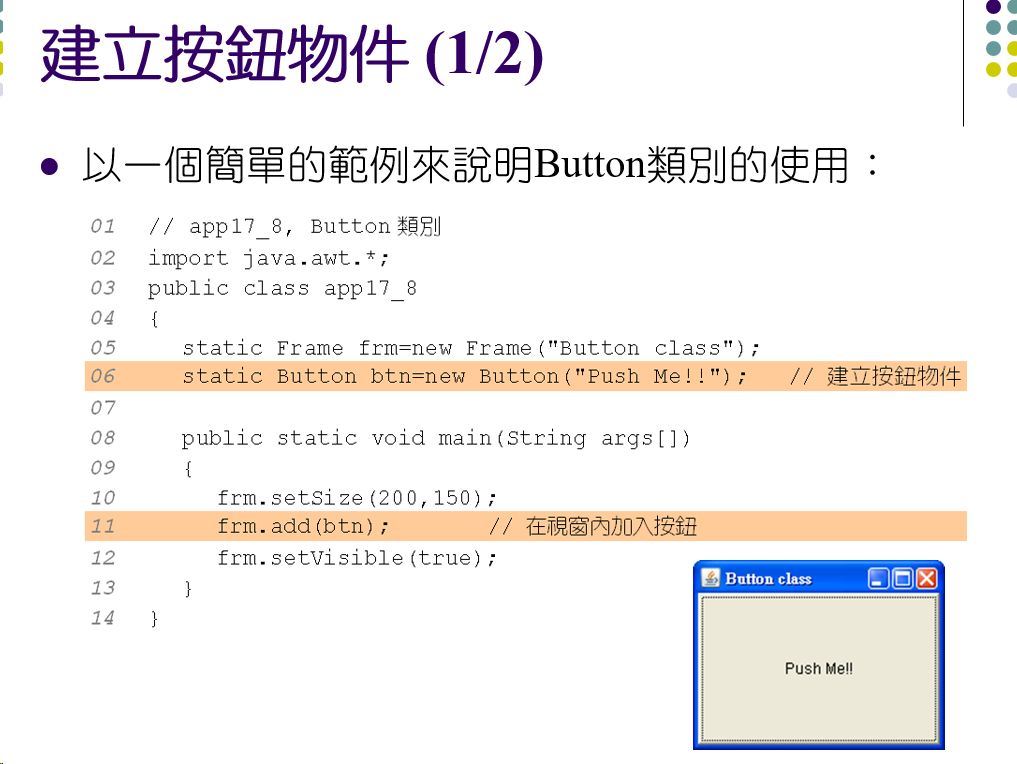 建立按鈕物件 (1/2)
以一個簡單的範例來說明Button類別的使用：
01 // app17_8, Button 類別
02 import java.awt.*;
03 public class app17_8
04 {
05 static Frame frm=new Frame("Button class");
06 static Button btn=new Button("Push Me!!"); // 建立按鈕物件
07
08 public static void main(String args[])
09 {
10 frm.setSize(200,150);
11 frm.add(btn); // 在視窗內加入按鈕
12 frm.setVisible(true);
13 }
14 }
Button class
Push Me!!